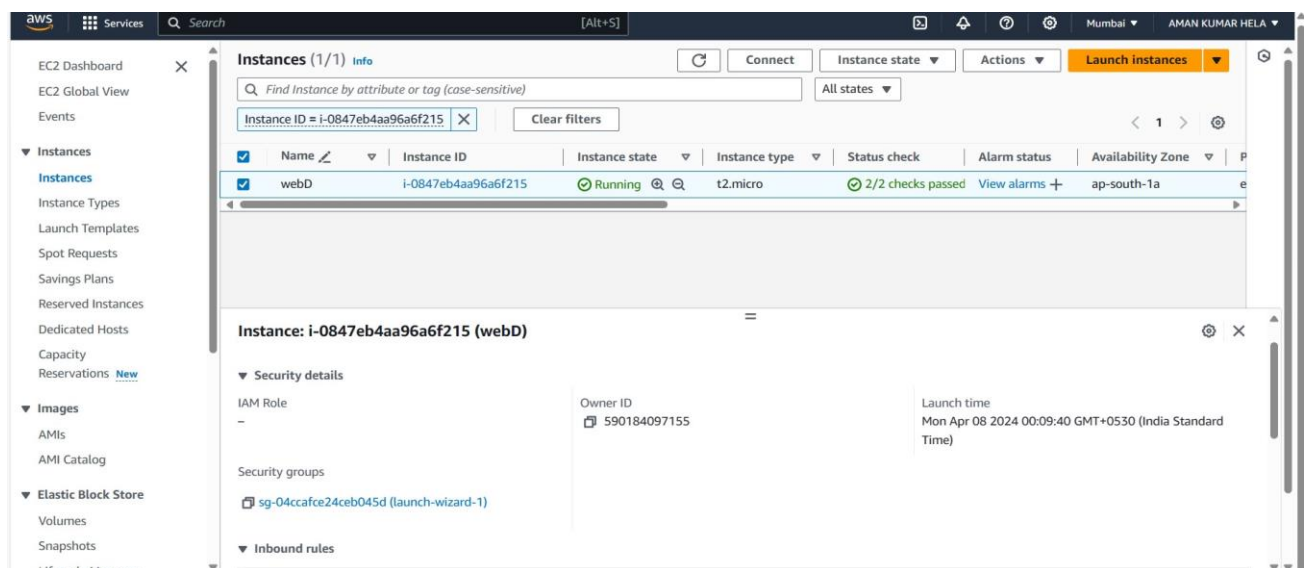 aws Services Search [Alt+S] Mumbai AMAN KUMAR HELA
EC2 Dashboard
EC2 Global View
Events
Instances
Instances
Instance Types
Launch Templates
Spot Requests
Savings Plans
Reserved Instances
Dedicated Hosts
Capacity
Reservations New
Images
AMIs
AMI Catalog
Elastic Block Store
Volumes
Snapshots
Instances (1/1) Info Connect Instance state Actions Launch instances
Find Instance by attribute or tag (case-sensitive) All states
Instance ID = i-0847eb4aa96a6f215 Clear filters 1
Name Instance ID Instance state Instance type Status check Alarm status Availability Zone P
webD i-0847eb4aa96a6f215 Running t2.micro 2/2 checks passed View alarms + ap-south-1a e
Instance: i-0847eb4aa96a6f215 (webD)
Security details
IAM Role Owner ID Launch time
– 590184097155 Mon Apr 08 2024 00:09:40 GMT+0530 (India Standard
Time)
Security groups
sg-04ccafce24ceb045d (launch-wizard-1)
Inbound rules